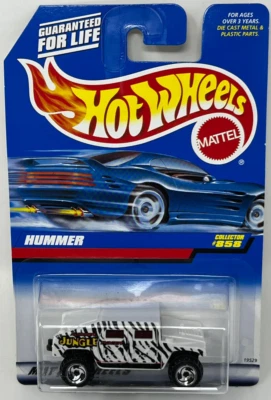 GUARANTEED
FOR LIFE
FOR AGES
OVER 3 YEARS.
DIE CAST METAL &
PLASTIC PARTS.
Hot Wheels
MATTEL
HUMMER
COLLECTOR
#858
JUNGLE
19529